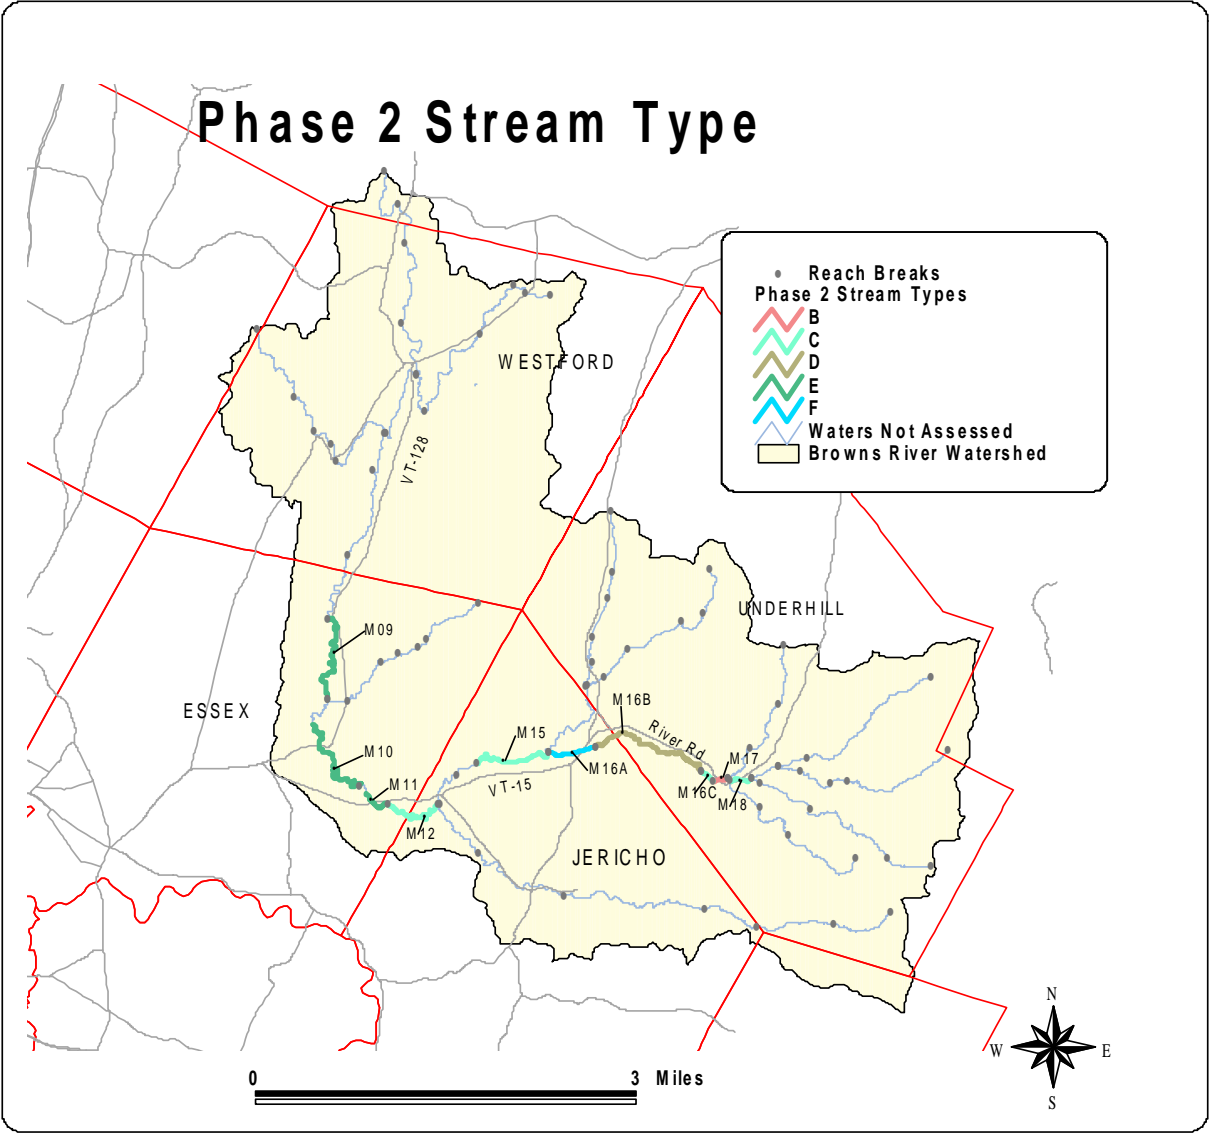 Phase 2 Stream Type
Reach Breaks
Phase 2 Stream Types
B
C
D
E
F
Waters Not Assessed
Browns River Watershed
WESTFORD
VT-128
UNDERHILL
M09
ESSEX
M16B
River Rd
M15
M10
M16A
M17
M11
VT-15
M16C
M18
M12
JERICHO
N
W E
S
0 3 Miles